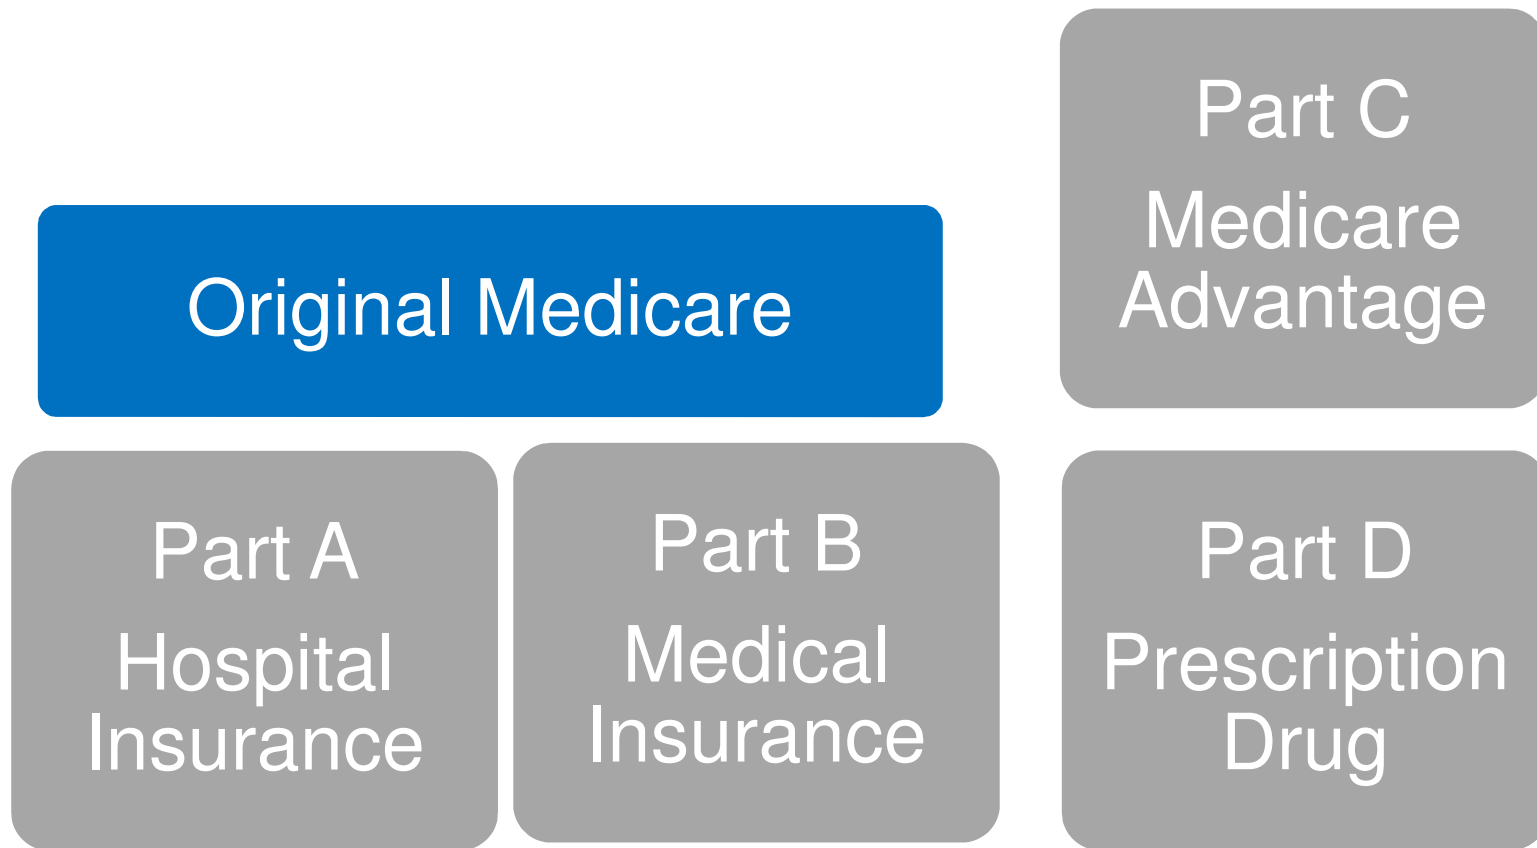 Original Medicare
Part A
Hospital
Insurance
Part B
Medical
Insurance
Part C
Medicare
Advantage
Part D
Prescription
Drug